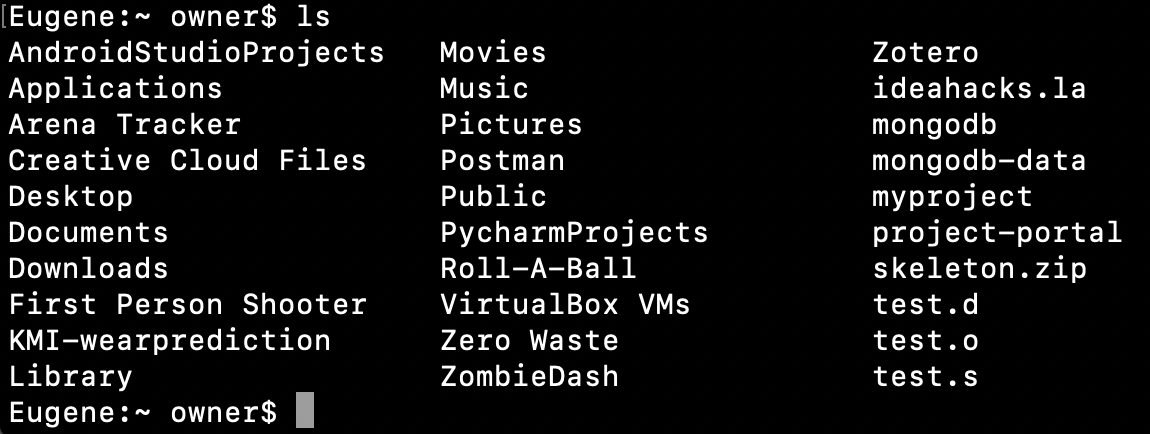 Eugene:~ owner$ ls
AndroidStudioProjects Movies Zotero
Applications Music ideahacks.la
Arena Tracker Pictures mongodb
Creative Cloud Files Postman mongodb-data
Desktop Public myproject
Documents PycharmProjects project-portal
Downloads Roll-A-Ball skeleton.zip
First Person Shooter VirtualBox VMs test.d
KMI-wearprediction Zero Waste test.o
Library ZombieDash test.s
Eugene:~ owner$